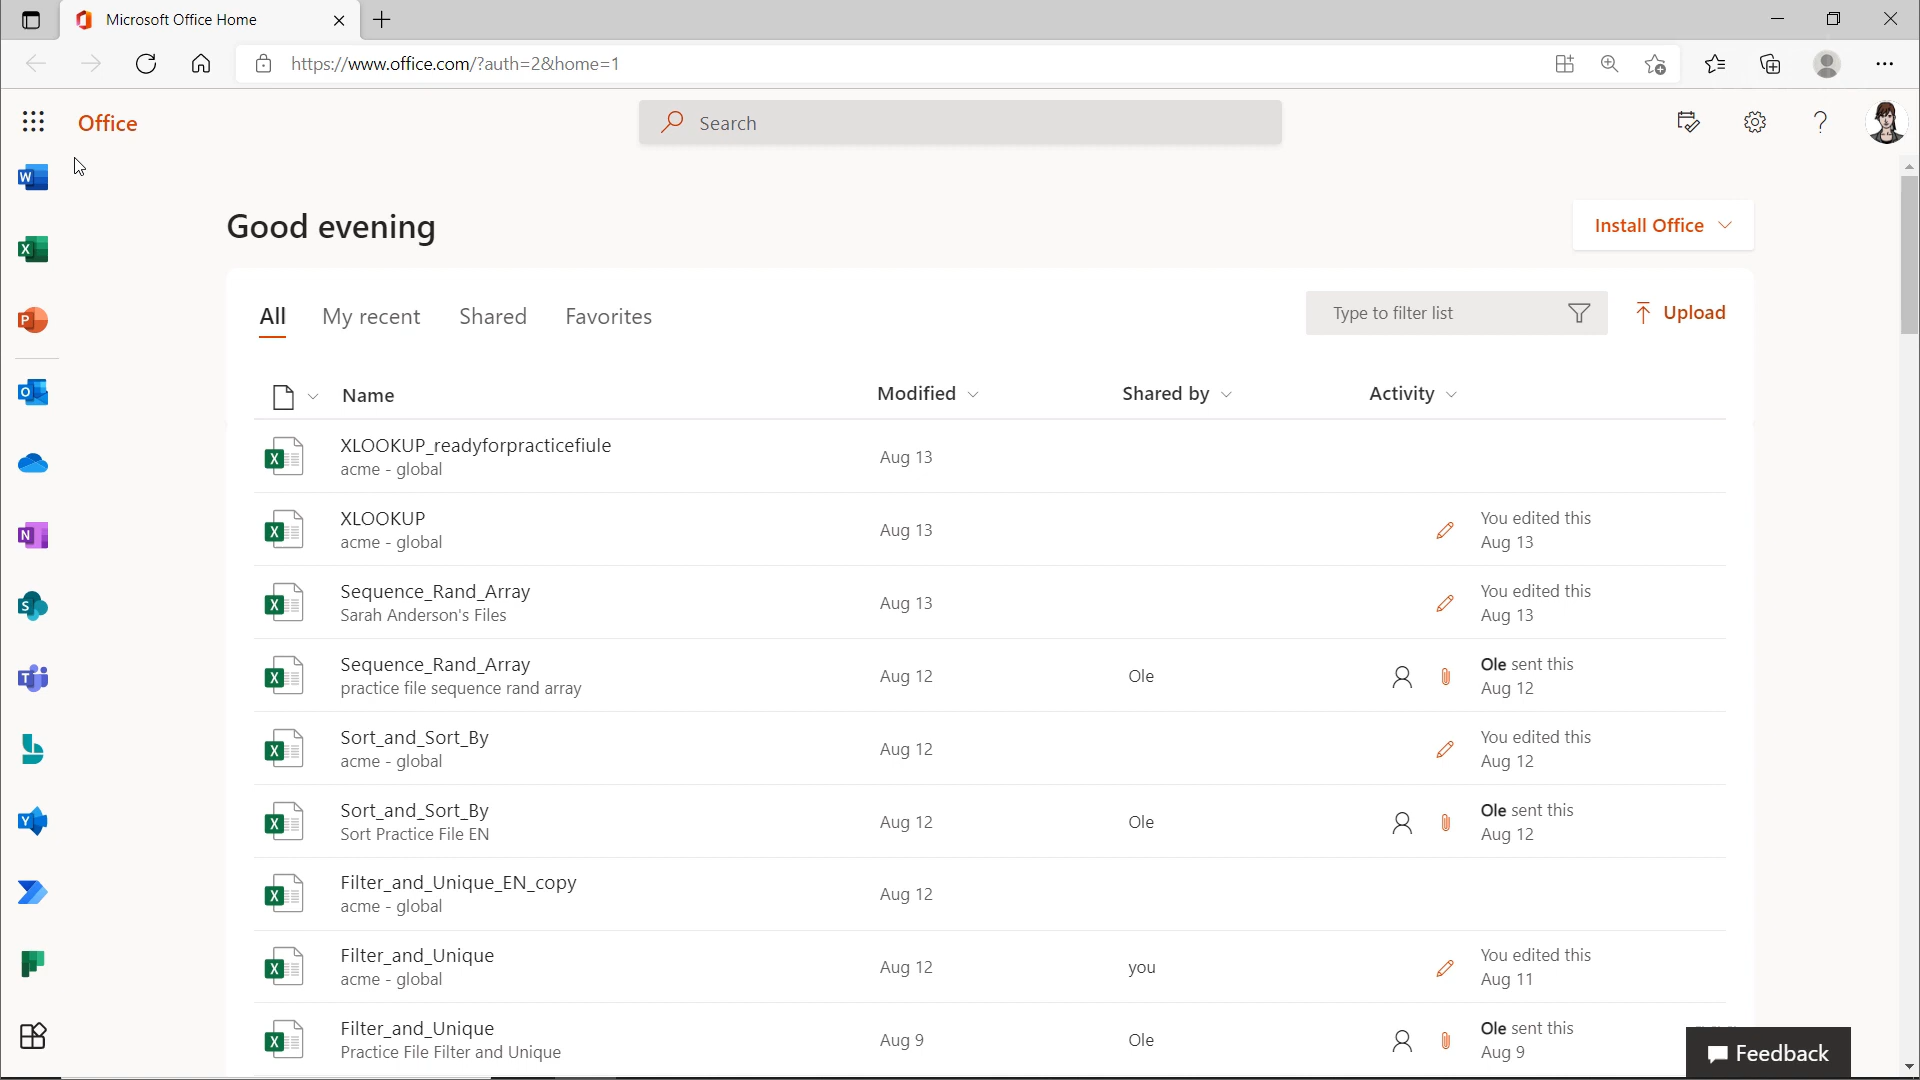 Microsoft Office Home
https://www.office.com/?auth=2&home=1
Office
Search
Good evening
Install Office
All My recent Shared Favorites
Type to filter list
Upload
Name Modified Shared by Activity
XLOOKUP_readyforpracticefiule
acme - global
Aug 13
XLOOKUP
acme - global
Aug 13
You edited this
Aug 13
Sequence_Rand_Array
Sarah Anderson's Files
Aug 13
You edited this
Aug 13
Sequence_Rand_Array
practice file sequence rand array
Aug 12
Ole
Ole sent this
Aug 12
Sort_and_Sort_By
acme - global
Aug 12
You edited this
Aug 12
Sort_and_Sort_By
Sort Practice File EN
Aug 12
Ole
Ole sent this
Aug 12
Filter_and_Unique_EN_copy
acme - global
Aug 12
Filter_and_Unique
acme - global
Aug 12
you
You edited this
Aug 11
Filter_and_Unique
Practice File Filter and Unique
Aug 9
Ole
Ole sent this
Aug 9
Feedback